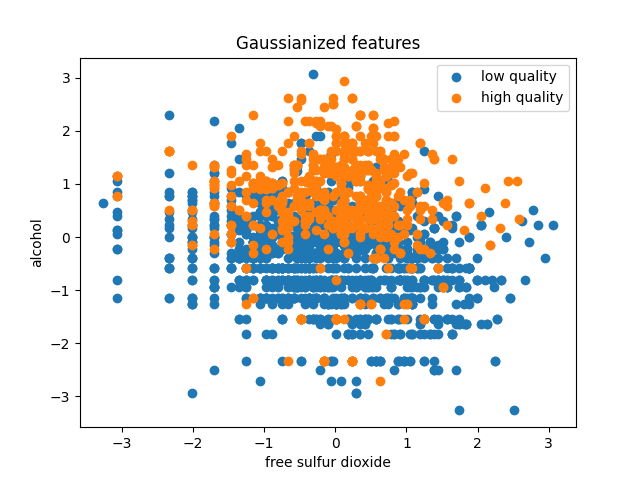 Gaussianized features
low quality
high quality
3
2
1
0
−1
−2
−3
alcohol
−3 −2 −1 0 1 2 3
free sulfur dioxide